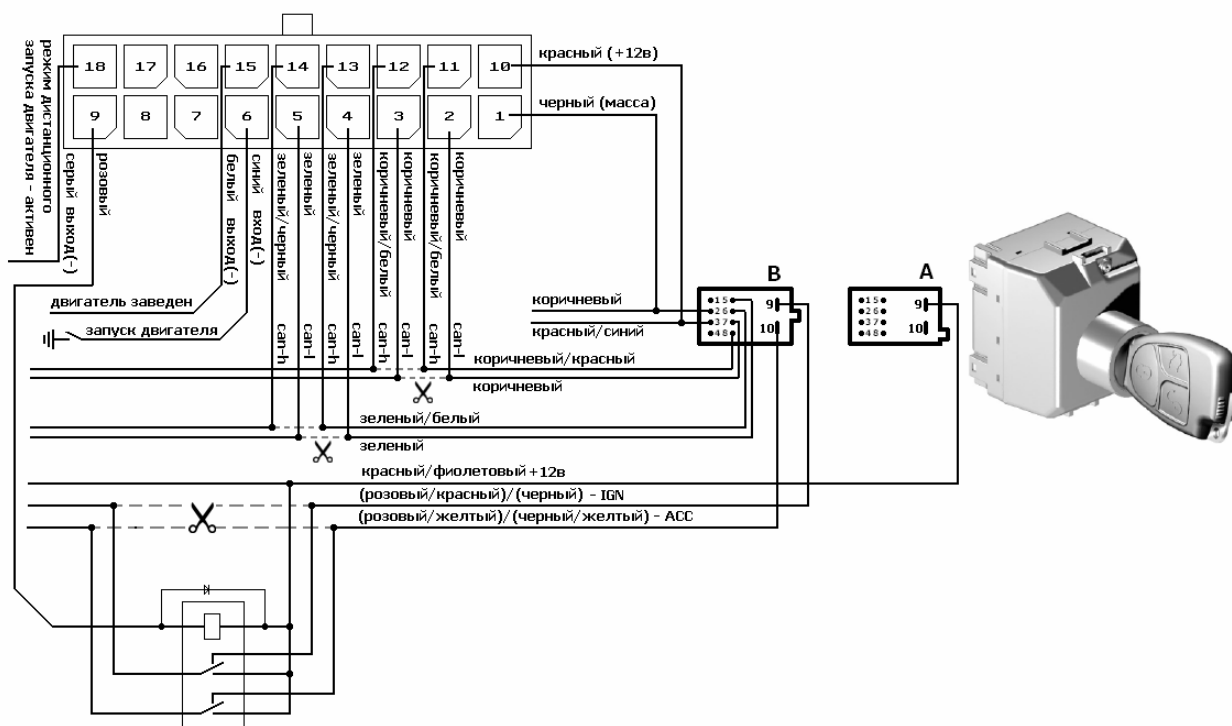 режим дистанционного
запуска двигателя - активен
18 17 16 15 14 13 12 11 10
9 8 7 6 5 4 3 2 1
красный (+12в)
черный (масса)
серый выход(-)
розовый
белый выход(-)
синий вход(-)
зеленый/черный can-h
зеленый can-l
зеленый/черный can-h
зеленый can-l
коричневый/белый can-h
коричневый can-l
коричневый/белый can-h
коричневый can-l
двигатель заведен
запуск двигателя
B
A
коричневый
красный/синий
15
26
37
48
9
10
15
26
37
48
9
10
коричневый/красный
коричневый
зеленый/белый
зеленый
красный/фиолетовый +12в
(розовый/красный)/(черный) - IGN
(розовый/желтый)/(черный/желтый) - ACC